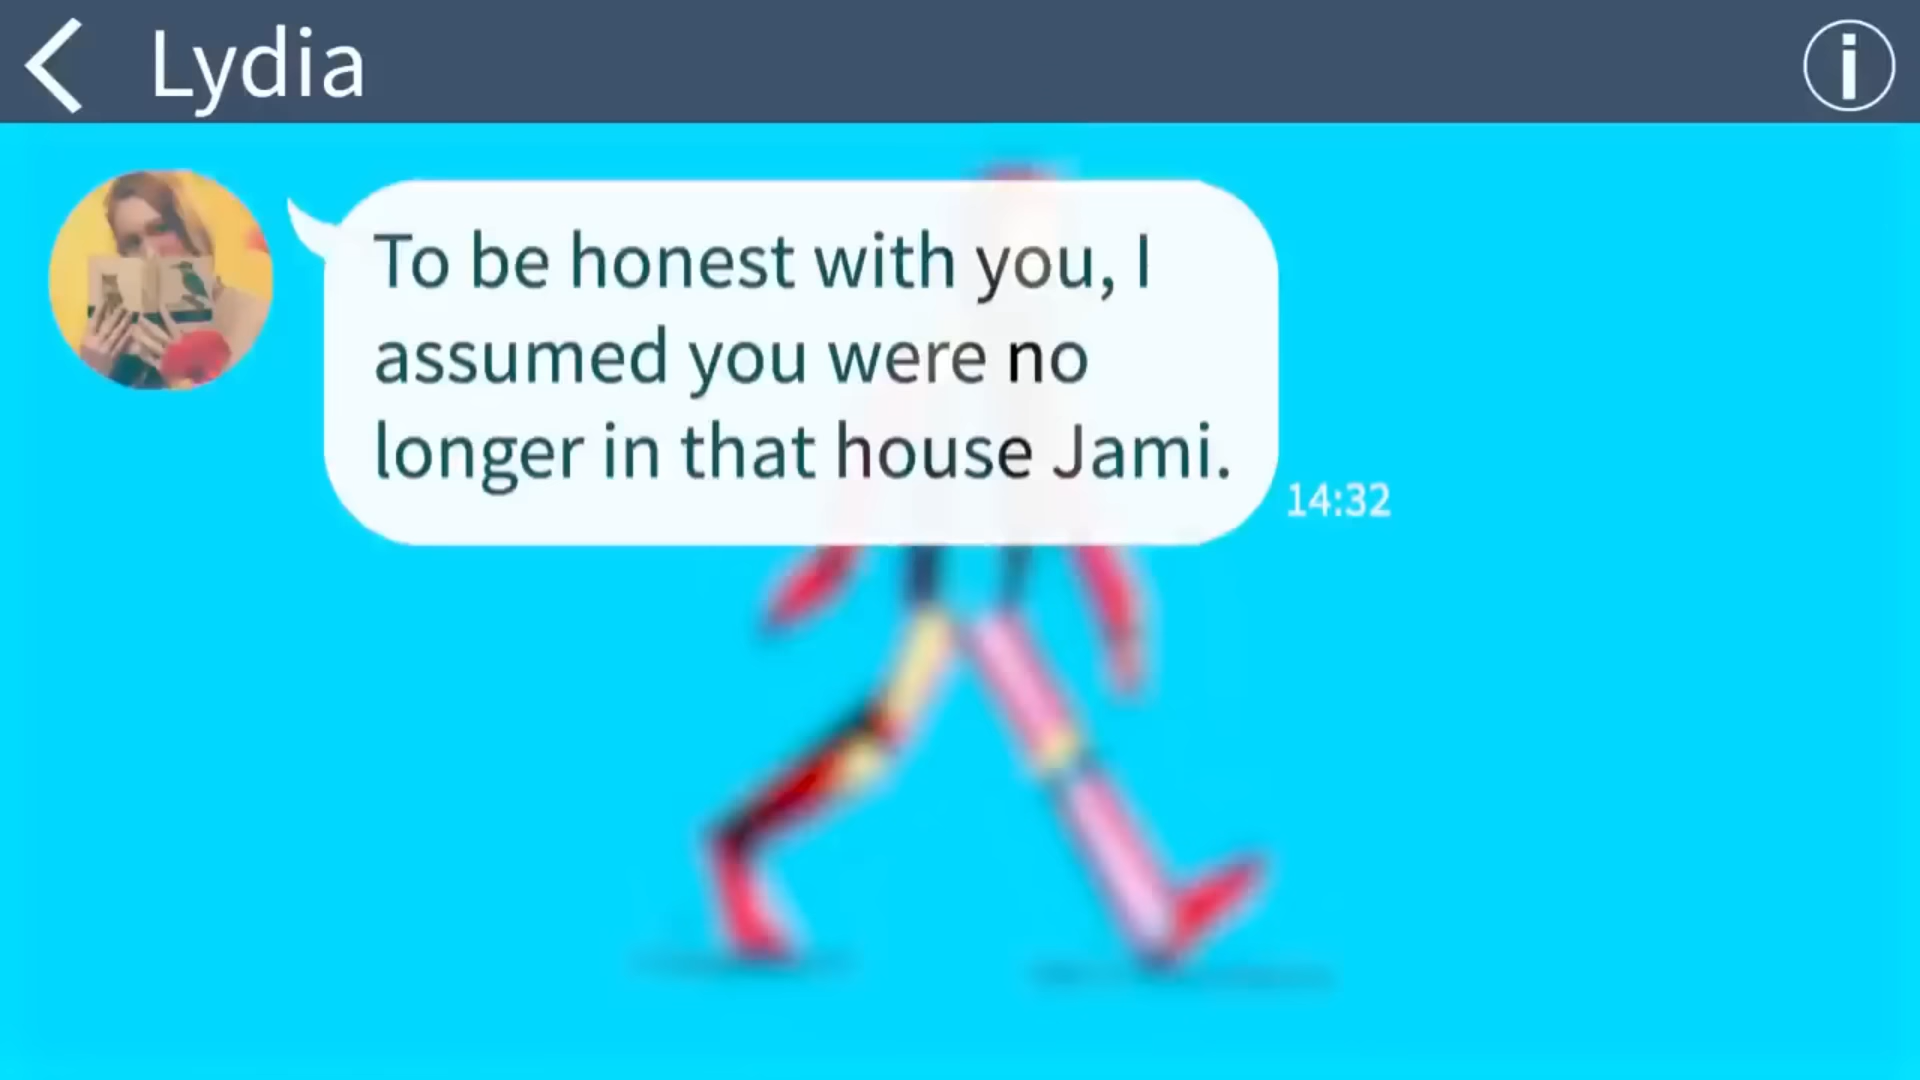 Lydia
To be honest with you, I
assumed you were no
longer in that house Jami.
14:32